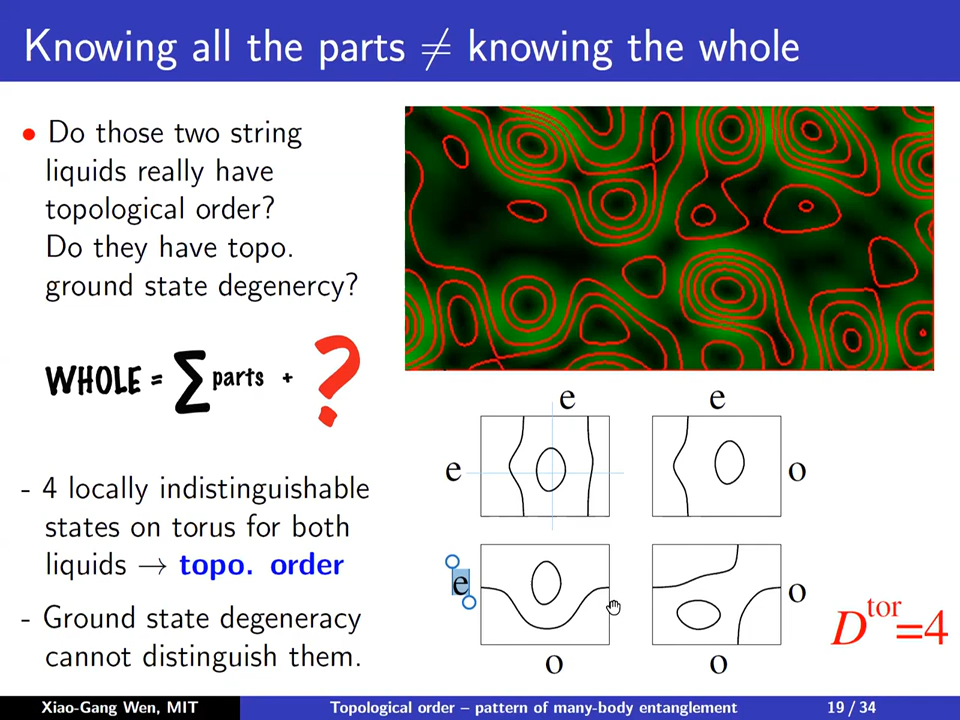 Knowing all the parts ≠ knowing the whole
• Do those two string
liquids really have
topological order?
Do they have topo.
ground state degenercy?
WHOLE = ∑ parts + ?
- 4 locally indistinguishable
states on torus for both
liquids → topo. order
- Ground state degeneracy
cannot distinguish them.
e e
e o
e o
o o
D^tor=4
Xiao-Gang Wen, MIT Topological order – pattern of many-body entanglement 19 / 34